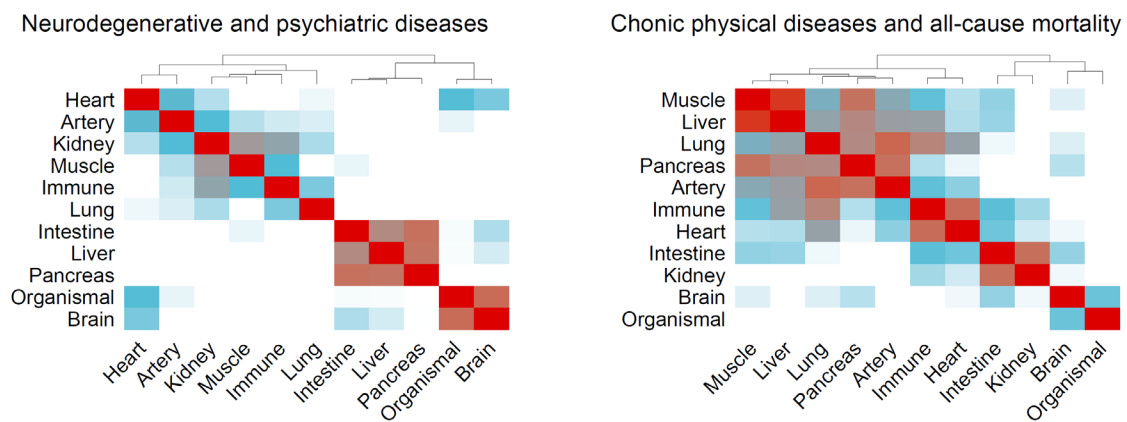 Neurodegenerative and psychiatric diseases
Heart
Artery
Kidney
Muscle
Immune
Lung
Intestine
Liver
Pancreas
Organismal
Brain
Heart
Artery
Kidney
Muscle
Immune
Lung
Intestine
Liver
Pancreas
Organismal
Brain
Chonic physical diseases and all-cause mortality
Muscle
Liver
Lung
Pancreas
Artery
Immune
Heart
Intestine
Kidney
Brain
Organismal
Muscle
Liver
Lung
Pancreas
Artery
Immune
Heart
Intestine
Kidney
Brain
Organismal